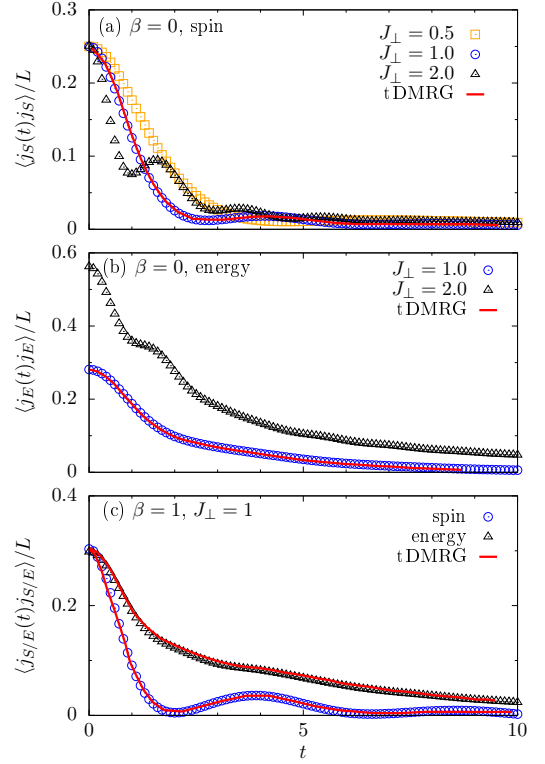 (a) β = 0, spin
J⊥ = 0.5
J⊥ = 1.0
J⊥ = 2.0
tDMRG
⟨jS(t)jS⟩/L
0.3
0.2
0.1
0
(b) β = 0, energy
J⊥ = 1.0
J⊥ = 2.0
tDMRG
⟨jE(t)jE⟩/L
0.6
0.4
0.2
0
(c) β = 1, J⊥ = 1
spin
energy
tDMRG
⟨jS/E(t)jS/E⟩/L
0.4
0.2
0
0 5 10
t